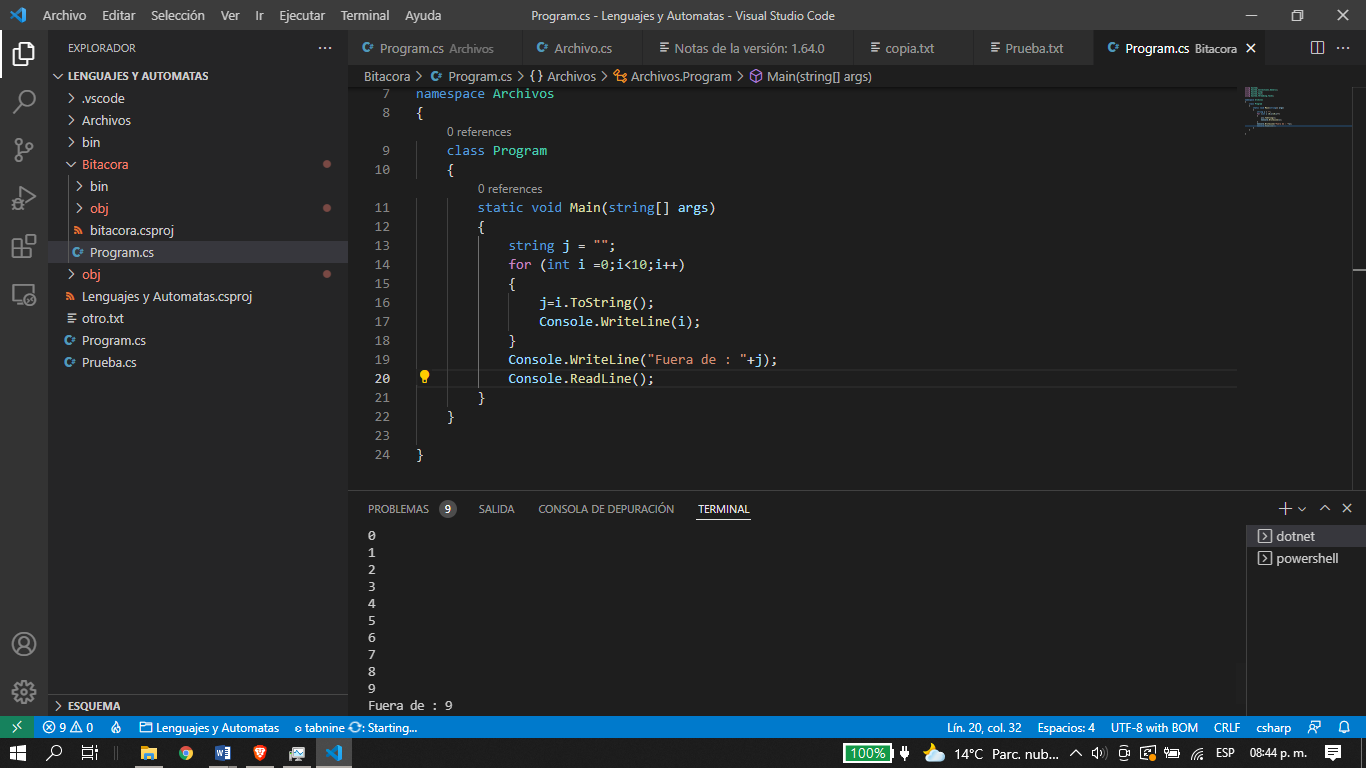 Archivo Editar Selección Ver Ir Ejecutar Terminal Ayuda
Program.cs - Lenguajes y Automatas - Visual Studio Code
EXPLORADOR
LENGUAJES Y AUTOMATAS
.vscode
Archivos
bin
Bitacora
bin
obj
bitacora.csproj
Program.cs
obj
Lenguajes y Automatas.csproj
otro.txt
Program.cs
Prueba.cs
ESQUEMA
Program.cs Archivos
Archivo.cs
Notas de la versión: 1.64.0
copia.txt
Prueba.txt
Program.cs Bitacora
Bitacora > Program.cs > {} Archivos > Archivos.Program > Main(string[] args)
7 namespace Archivos
8 {
0 references
9 class Program
10 {
0 references
11 static void Main(string[] args)
12 {
13 string j = "";
14 for (int i =0;i<10;i++)
15 {
16 j=i.ToString();
17 Console.WriteLine(i);
18 }
19 Console.WriteLine("Fuera de : "+j);
20 Console.ReadLine();
21 }
22 }
23
24 }
PROBLEMAS 9 SALIDA CONSOLA DE DEPURACIÓN TERMINAL
0
1
2
3
4
5
6
7
8
9
Fuera de : 9
dotnet
powershell
9 0 Lenguajes y Automatas tabnine : Starting...
Lín. 20, col. 32 Espacios: 4 UTF-8 with BOM CRLF csharp
100% 14°C Parc. nub... ESP 08:44 p. m.